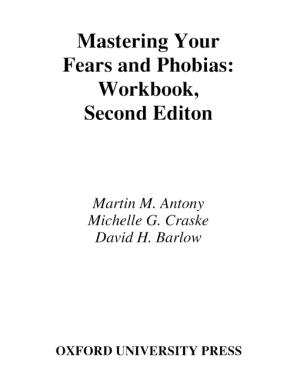 Mastering Your
Fears and Phobias:
Workbook,
Second Editon
Martin M. Antony
Michelle G. Craske
David H. Barlow
OXFORD UNIVERSITY PRESS